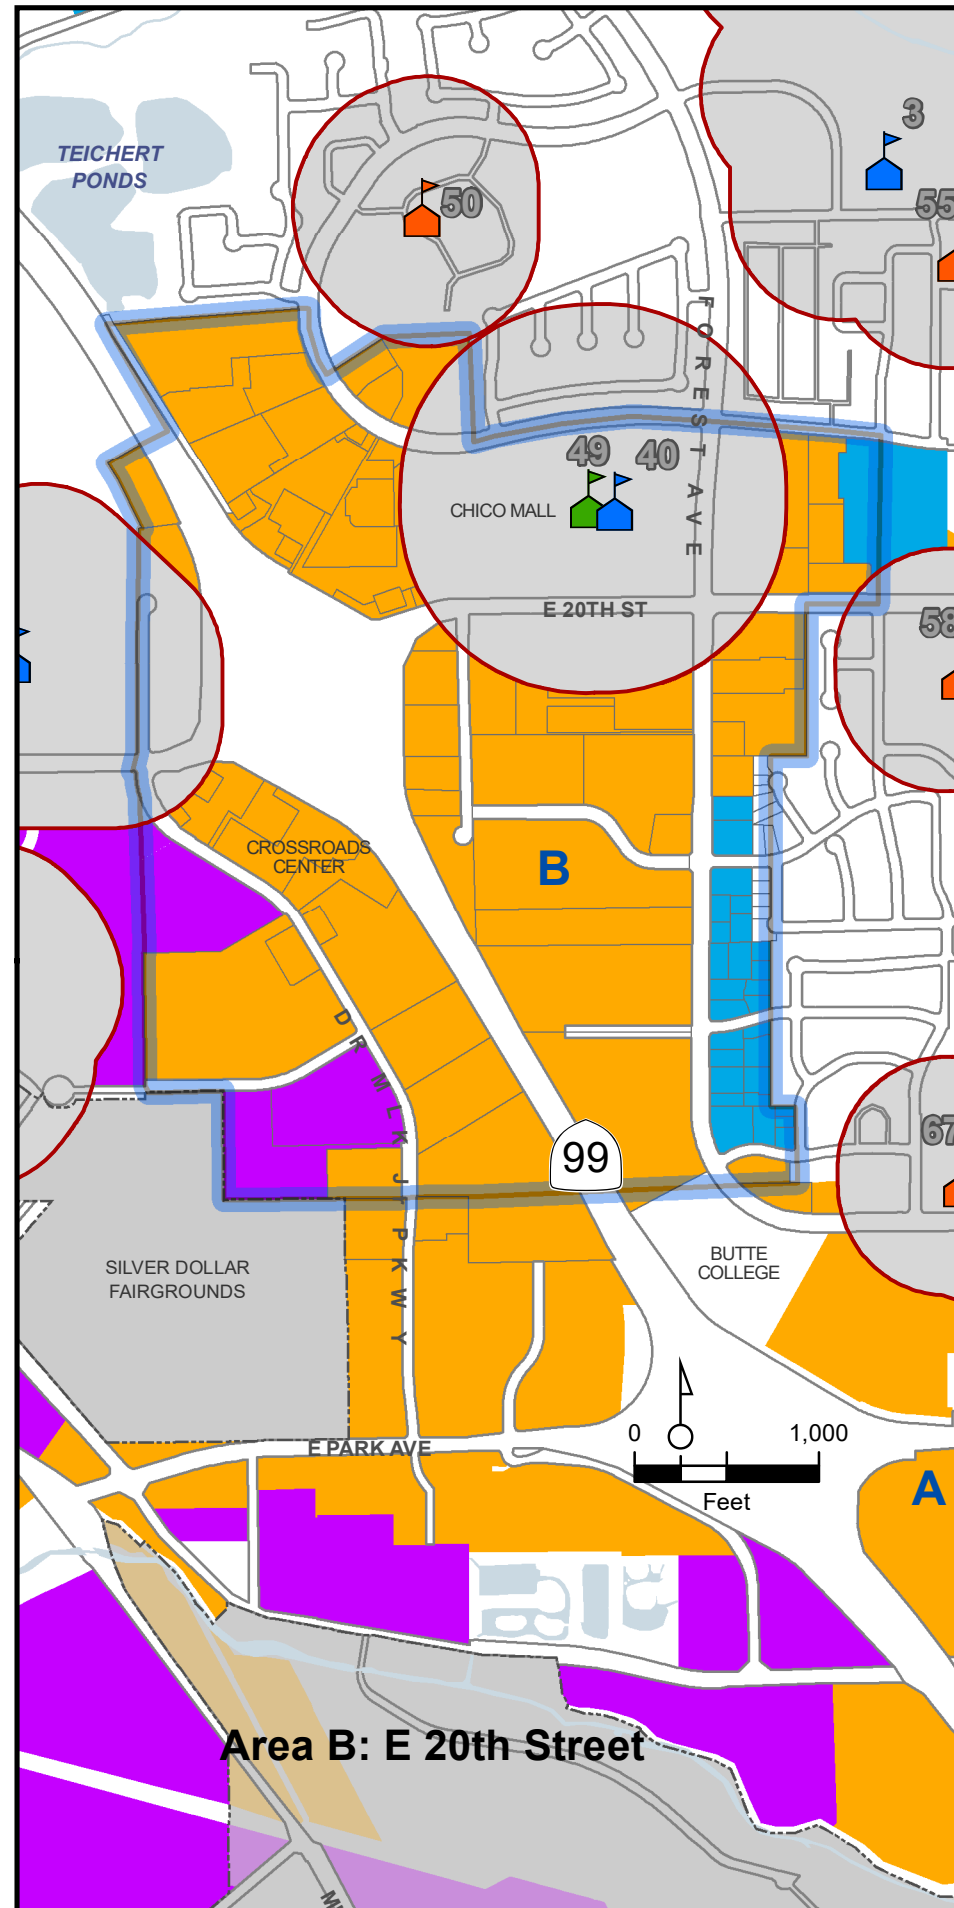 3
TEICHERT
PONDS
50
55
FOREST AVE
49
40
CHICO MALL
E 20TH ST
58
CROSSROADS
CENTER
B
DR MLK JT PKWY
67
99
BUTTE
COLLEGE
SILVER DOLLAR
FAIRGROUNDS
0
1,000
Feet
E PARK AVE
A
Area B: E 20th Street